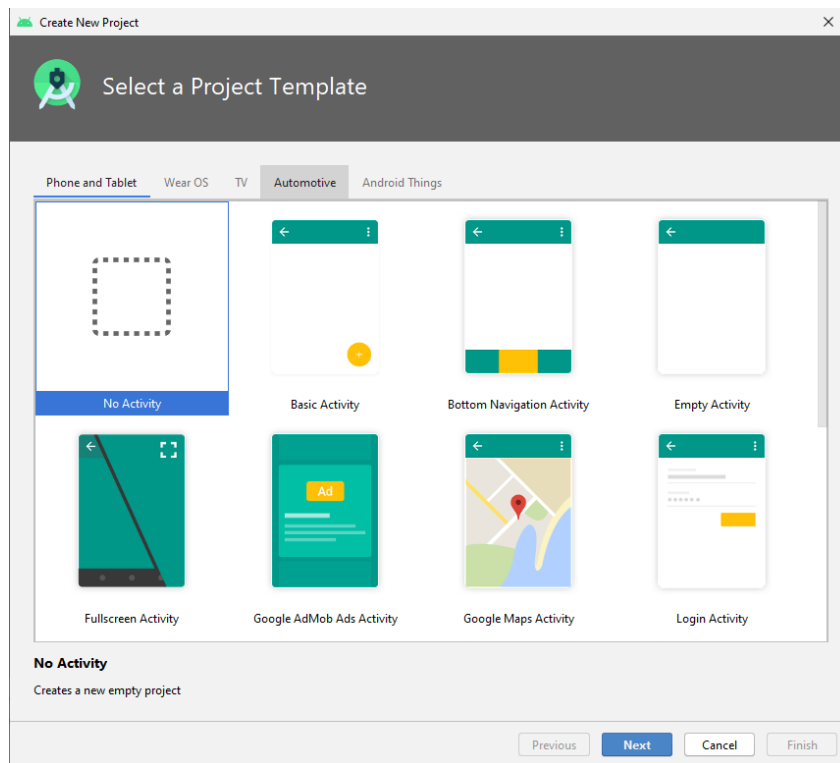 Create New Project
Select a Project Template
Phone and Tablet Wear OS TV Automotive Android Things
No Activity Basic Activity Bottom Navigation Activity Empty Activity
Ad
Fullscreen Activity Google AdMob Ads Activity Google Maps Activity Login Activity
No Activity
Creates a new empty project
Previous Next Cancel Finish